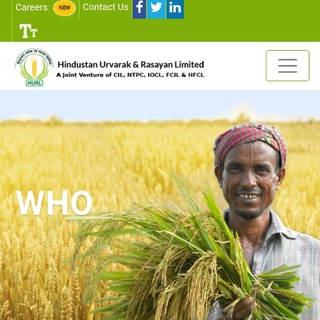 Careers NEW Contact Us
Tт
Hindustan Urvarak & Rasayan Limited
A Joint Venture of CIL, NTPC, IOCL, FCIL & HFCL
HURL
WHO